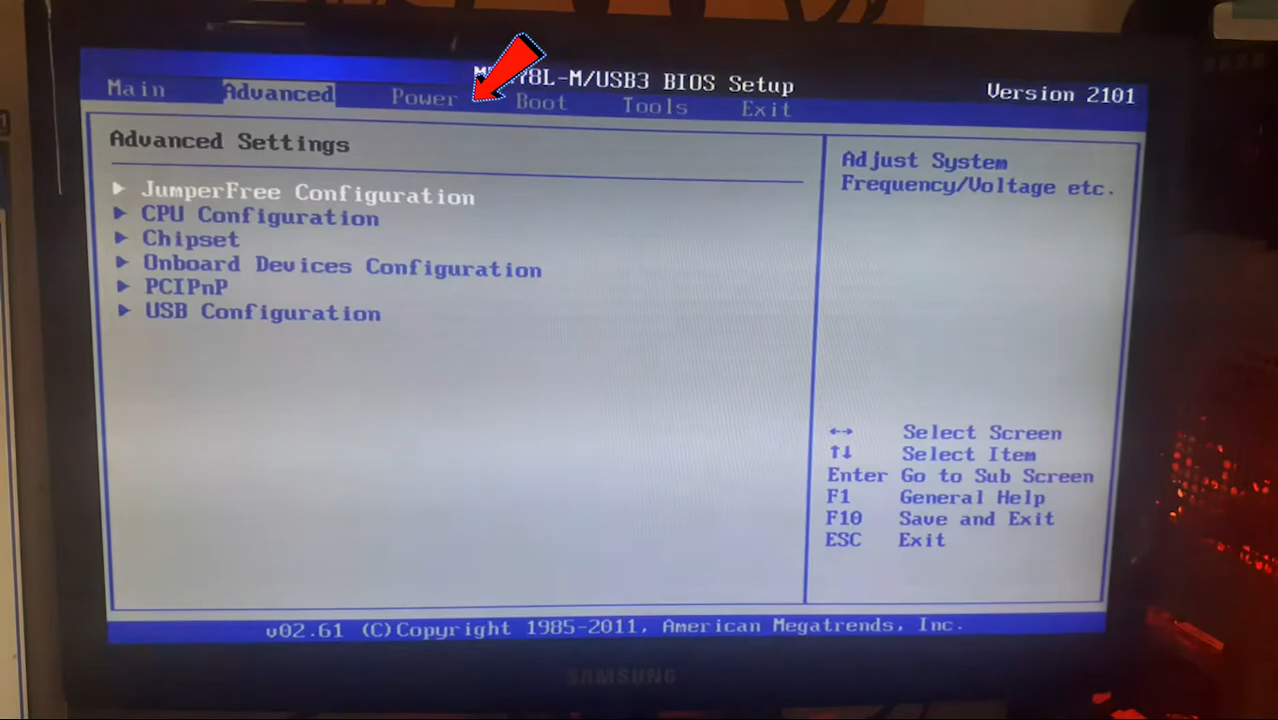 BIOS Setup
Version 2101
Main Advanced Power Boot Tools Exit
Advanced Settings
JumperFree Configuration
CPU Configuration
Chipset
Onboard Devices Configuration
PCIPnP
USB Configuration
Adjust System
Frequency/Voltage etc.
↔ Select Screen
↑↓ Select Item
Enter Go to Sub Screen
F1 General Help
F10 Save and Exit
ESC Exit
v02.61 (C)Copyright 1985-2011, American Megatrends, Inc.
SAMSUNG